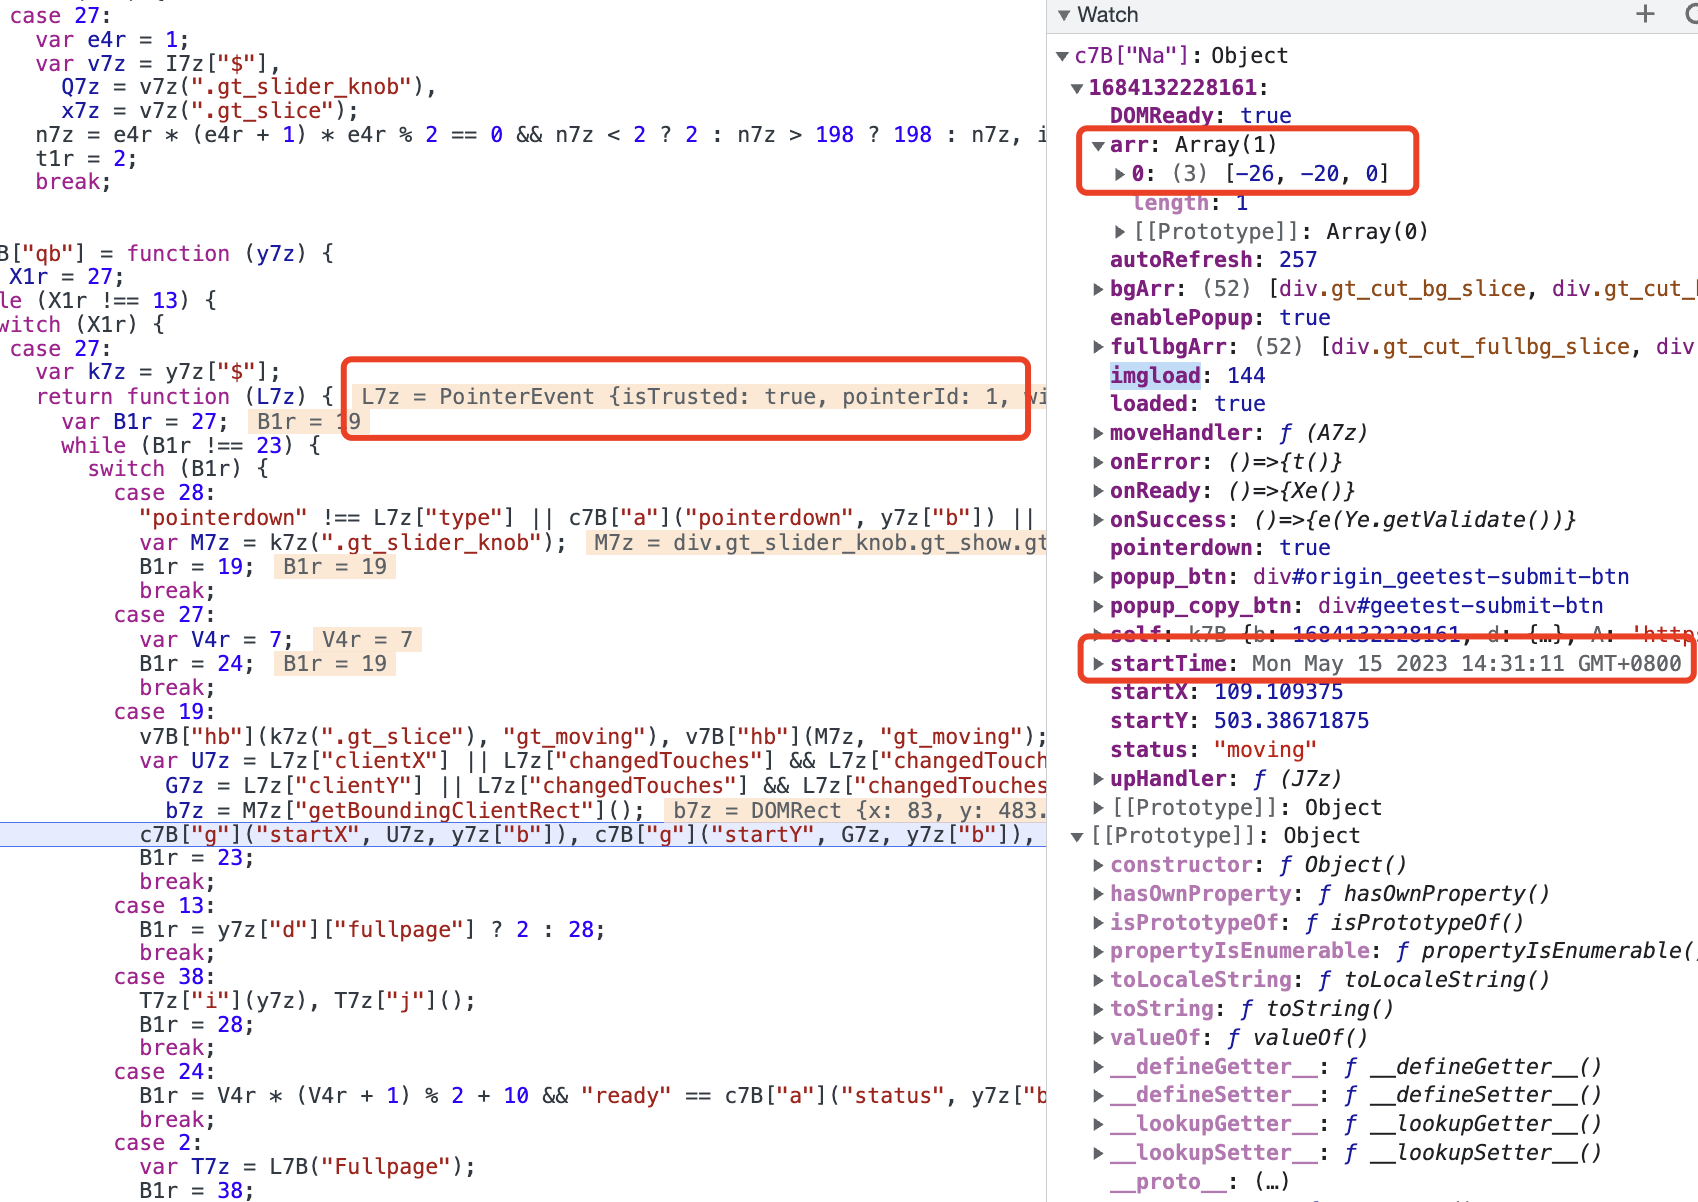 case 27:
var e4r = 1;
var v7z = I7z["$"],
Q7z = v7z(".gt_slider_knob"),
x7z = v7z(".gt_slice");
n7z = e4r * (e4r + 1) * e4r % 2 == 0 && n7z < 2 ? 2 : n7z > 198 ? 198 : n7z, i
t1r = 2;
break;
B["qb"] = function (y7z) {
X1r = 27;
le (X1r !== 13) {
witch (X1r) {
case 27:
var k7z = y7z["$"];
return function (L7z) { L7z = PointerEvent {isTrusted: true, pointerId: 1, wi
var B1r = 27; B1r = 19
while (B1r !== 23) {
switch (B1r) {
case 28:
"pointerdown" !== L7z["type"] || c7B["a"]("pointerdown", y7z["b"]) ||
var M7z = k7z(".gt_slider_knob"); M7z = div.gt_slider_knob.gt_show.gt
B1r = 19; B1r = 19
break;
case 27:
var V4r = 7; V4r = 7
B1r = 24; B1r = 19
break;
case 19:
v7B["hb"](k7z(".gt_slice"), "gt_moving"), v7B["hb"](M7z, "gt_moving");
var U7z = L7z["clientX"] || L7z["changedTouches"] && L7z["changedTouch
G7z = L7z["clientY"] || L7z["changedTouches"] && L7z["changedTouches
b7z = M7z["getBoundingClientRect"](); b7z = DOMRect {x: 83, y: 483.
c7B["g"]("startX", U7z, y7z["b"]), c7B["g"]("startY", G7z, y7z["b"]),
B1r = 23;
break;
case 13:
B1r = y7z["d"]["fullpage"] ? 2 : 28;
break;
case 38:
T7z["i"](y7z), T7z["j"]();
B1r = 28;
break;
case 24:
B1r = V4r * (V4r + 1) % 2 + 10 && "ready" == c7B["a"]("status", y7z["b
break;
case 2:
var T7z = L7B("Fullpage");
B1r = 38;
Watch
c7B["Na"]: Object
1684132228161:
DOMReady: true
arr: Array(1)
0: (3) [-26, -20, 0]
length: 1
[[Prototype]]: Array(0)
autoRefresh: 257
bgArr: (52) [div.gt_cut_bg_slice, div.gt_cut_
enablePopup: true
fullbgArr: (52) [div.gt_cut_fullbg_slice, div
imgload: 144
loaded: true
moveHandler: ƒ (A7z)
onError: ()=>{t()}
onReady: ()=>{Xe()}
onSuccess: ()=>{e(Ye.getValidate())}
pointerdown: true
popup_btn: div#origin_geetest-submit-btn
popup_copy_btn: div#geetest-submit-btn
self: k7B {b: 1684132228161, d: {…}, A: 'http
startTime: Mon May 15 2023 14:31:11 GMT+0800
startX: 109.109375
startY: 503.38671875
status: "moving"
upHandler: ƒ (J7z)
[[Prototype]]: Object
[[Prototype]]: Object
constructor: ƒ Object()
hasOwnProperty: ƒ hasOwnProperty()
isPrototypeOf: ƒ isPrototypeOf()
propertyIsEnumerable: ƒ propertyIsEnumerable(
toLocaleString: ƒ toLocaleString()
toString: ƒ toString()
valueOf: ƒ valueOf()
__defineGetter__: ƒ __defineGetter__()
__defineSetter__: ƒ __defineSetter__()
__lookupGetter__: ƒ __lookupGetter__()
__lookupSetter__: ƒ __lookupSetter__()
__proto__: (…)